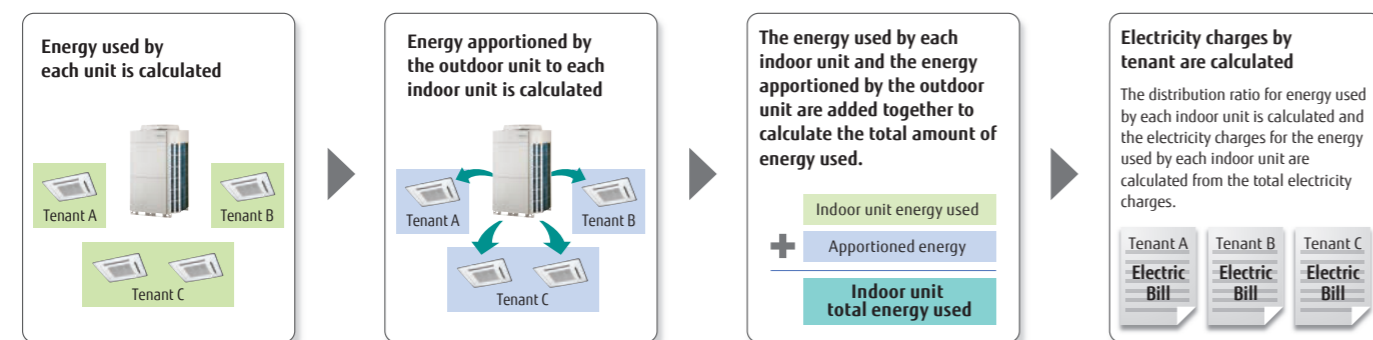 Energy used by
each unit is calculated
Tenant A
Tenant B
Tenant C
Energy apportioned by
the outdoor unit to each
indoor unit is calculated
Tenant A
Tenant B
Tenant C
The energy used by each
indoor unit and the energy
apportioned by the outdoor
unit are added together to
calculate the total amount of
energy used.
Indoor unit energy used
+
Apportioned energy
Indoor unit
total energy used
Electricity charges by
tenant are calculated
The distribution ratio for energy used
by each indoor unit is calculated and
the electricity charges for the energy
used by each indoor unit are
calculated from the total electricity
charges.
Tenant A
Electric
Bill
Tenant B
Electric
Bill
Tenant C
Electric
Bill